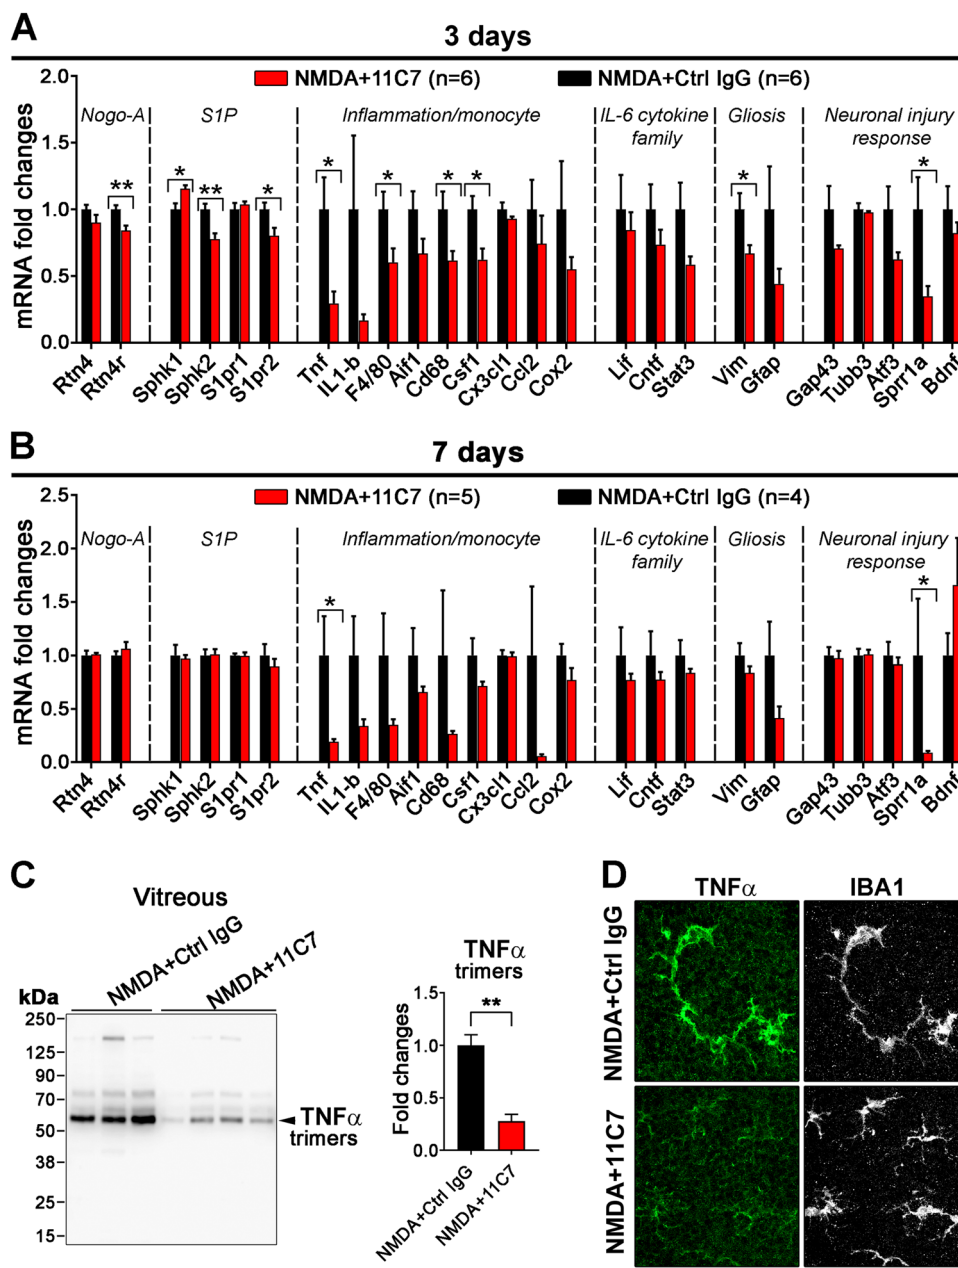 A
3 days
NMDA+11C7 (n=6)
NMDA+Ctrl IgG (n=6)
mRNA fold changes
2.0
1.5
1.0
0.5
0.0
Nogo-A
S1P
Inflammation/monocyte
IL-6 cytokine
family
Gliosis
Neuronal injury
response
** * ** * * * * * * *
Rtn4 Rtn4r Sphk1 Sphk2 S1pr1 S1pr2 Tnf IL1-b F4/80 Aif1 Cd68 Csf1 Cx3cl1 Ccl2 Cox2 Lif Cntf Stat3 Vim Gfap Gap43 Tubb3 Atf3 Sprr1a Bdnf
B
7 days
NMDA+11C7 (n=5)
NMDA+Ctrl IgG (n=4)
mRNA fold changes
2.5
2.0
1.5
1.0
0.5
0
Nogo-A
S1P
Inflammation/monocyte
IL-6 cytokine
family
Gliosis
Neuronal injury
response
* *
Rtn4 Rtn4r Sphk1 Sphk2 S1pr1 S1pr2 Tnf IL1-b F4/80 Aif1 Cd68 Csf1 Cx3cl1 Ccl2 Cox2 Lif Cntf Stat3 Vim Gfap Gap43 Tubb3 Atf3 Sprr1a Bdnf
C
Vitreous
NMDA+Ctrl IgG
NMDA+11C7
kDa
250
125
90
70
50
38
25
15
TNFα
trimers
TNFα
trimers
Fold changes
1.5
1.0
0.5
0.0
**
NMDA+Ctrl IgG
NMDA+11C7
D
TNFα
IBA1
NMDA+Ctrl IgG
NMDA+11C7